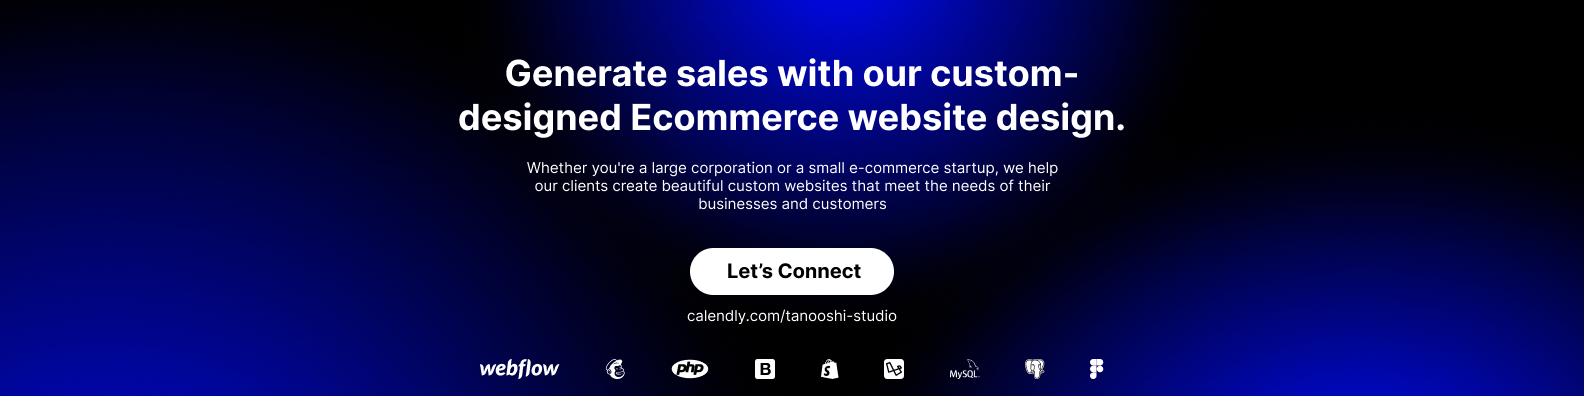 Generate sales with our custom-
designed Ecommerce website design.
Whether you're a large corporation or a small e-commerce startup, we help
our clients create beautiful custom websites that meet the needs of their
businesses and customers
Let’s Connect
calendly.com/tanooshi-studio
webflow php B S MySQL